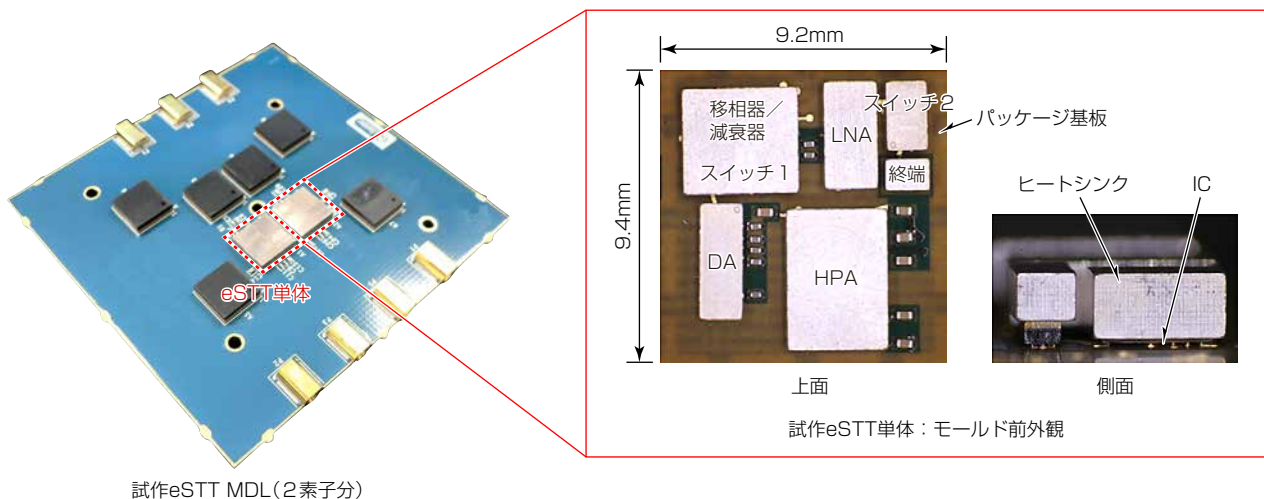 eSTT単体
試作eSTT MDL(2素子分)
9.2mm
9.4mm
移相器/
減衰器
スイッチ1
LNA
スイッチ2
パッケージ基板
終端
DA
HPA
上面
ヒートシンク
IC
側面
試作eSTT単体:モールド前外観